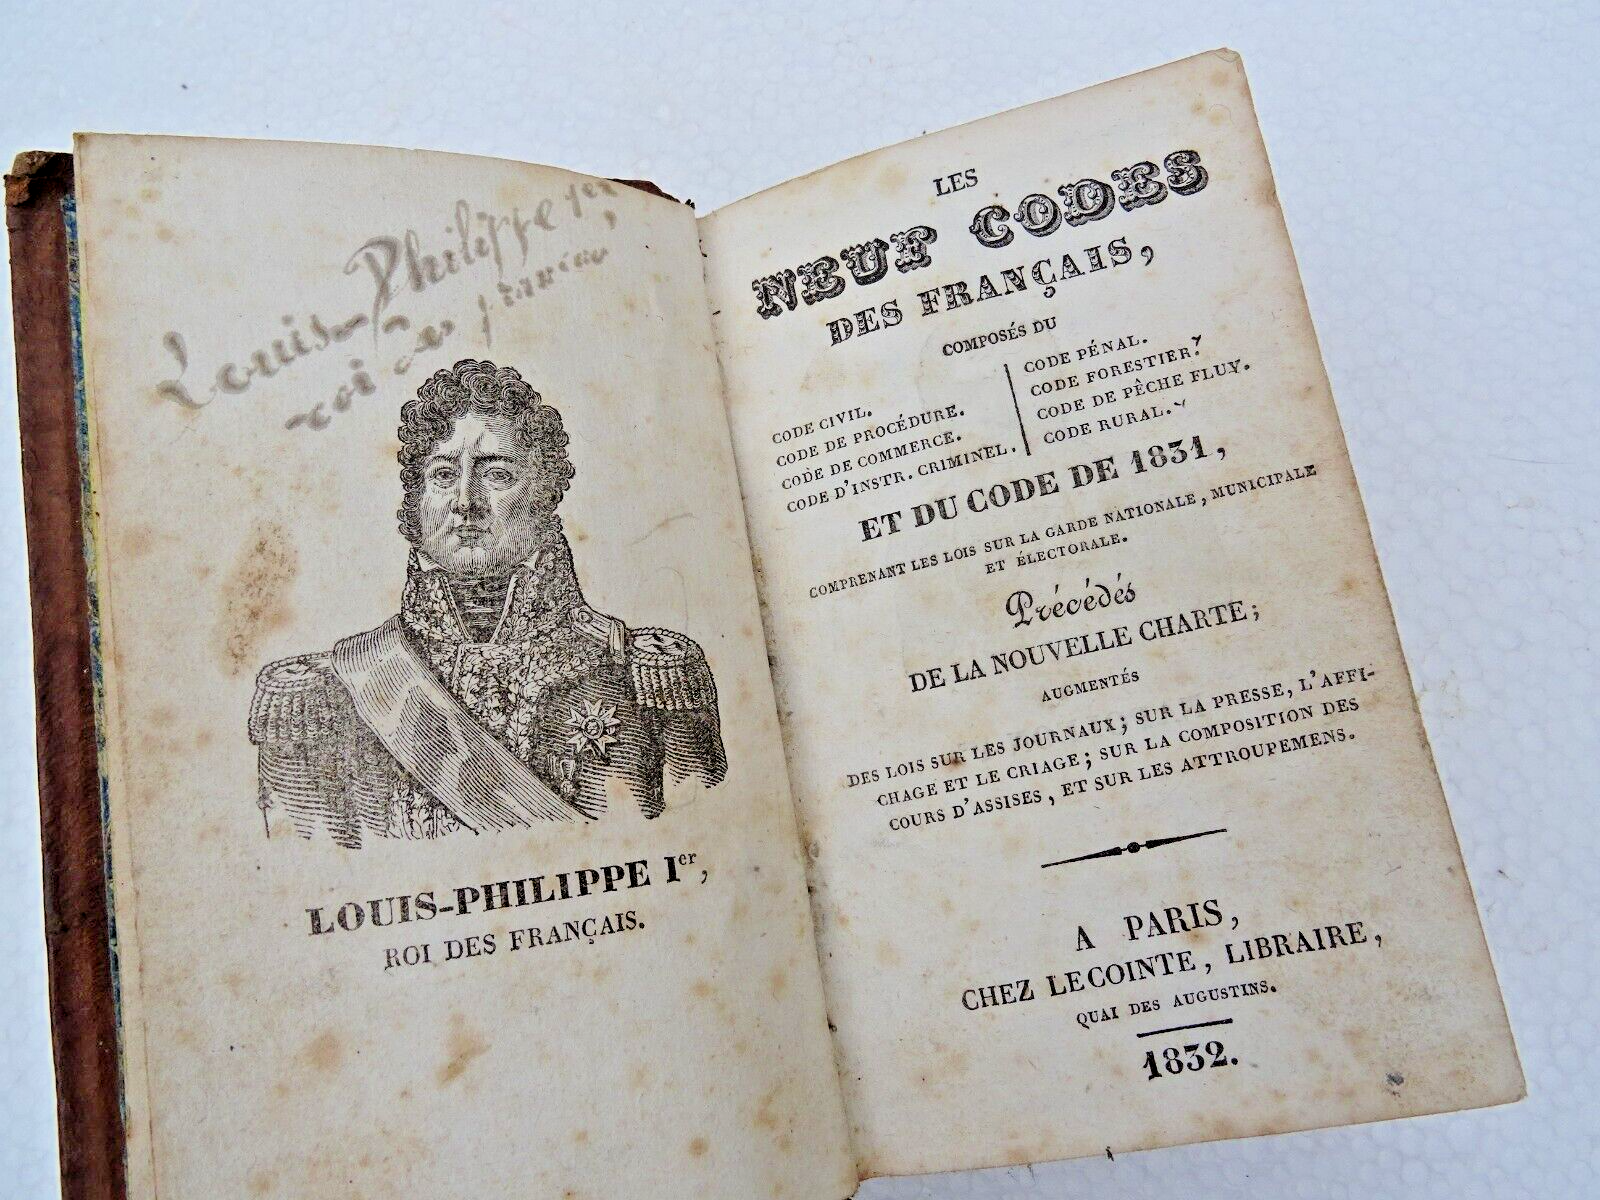 Louis-Philippe 1er,
roi des français
LOUIS-PHILIPPE Ier,
ROI DES FRANÇAIS.
LES
NEUF CODES
DES FRANÇAIS,
COMPOSÉS DU
CODE CIVIL.
CODE DE PROCÉDURE.
CODE DE COMMERCE.
CODE D'INSTR. CRIMINEL.
CODE PÉNAL.
CODE FORESTIER.
CODE DE PÊCHE FLUV.
CODE RURAL.
ET DU CODE DE 1831,
COMPRENANT LES LOIS SUR LA GARDE NATIONALE, MUNICIPALE
ET ÉLECTORALE.
Précédés
DE LA NOUVELLE CHARTE;
AUGMENTÉS
DES LOIS SUR LES JOURNAUX; SUR LA PRESSE, L'AFFI-
CHAGE ET LE CRIAGE; SUR LA COMPOSITION DES
COURS D'ASSISES, ET SUR LES ATTROUPEMENS.
A PARIS,
CHEZ LECOINTE, LIBRAIRE,
QUAI DES AUGUSTINS.
1832.